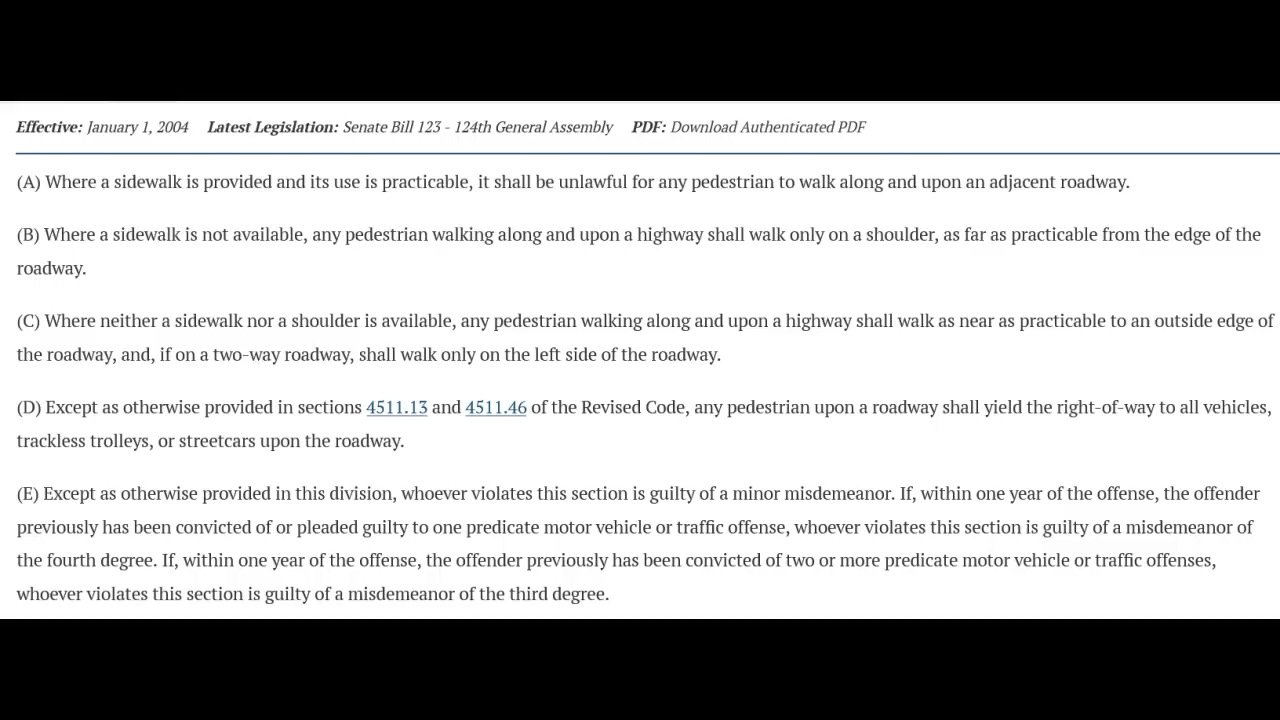 Effective: January 1, 2004 Latest Legislation: Senate Bill 123 - 124th General Assembly PDF: Download Authenticated PDF
(A) Where a sidewalk is provided and its use is practicable, it shall be unlawful for any pedestrian to walk along and upon an adjacent roadway.
(B) Where a sidewalk is not available, any pedestrian walking along and upon a highway shall walk only on a shoulder, as far as practicable from the edge of the
roadway.
(C) Where neither a sidewalk nor a shoulder is available, any pedestrian walking along and upon a highway shall walk as near as practicable to an outside edge of
the roadway, and, if on a two-way roadway, shall walk only on the left side of the roadway.
(D) Except as otherwise provided in sections 4511.13 and 4511.46 of the Revised Code, any pedestrian upon a roadway shall yield the right-of-way to all vehicles,
trackless trolleys, or streetcars upon the roadway.
(E) Except as otherwise provided in this division, whoever violates this section is guilty of a minor misdemeanor. If, within one year of the offense, the offender
previously has been convicted of or pleaded guilty to one predicate motor vehicle or traffic offense, whoever violates this section is guilty of a misdemeanor of
the fourth degree. If, within one year of the offense, the offender previously has been convicted of two or more predicate motor vehicle or traffic offenses,
whoever violates this section is guilty of a misdemeanor of the third degree.